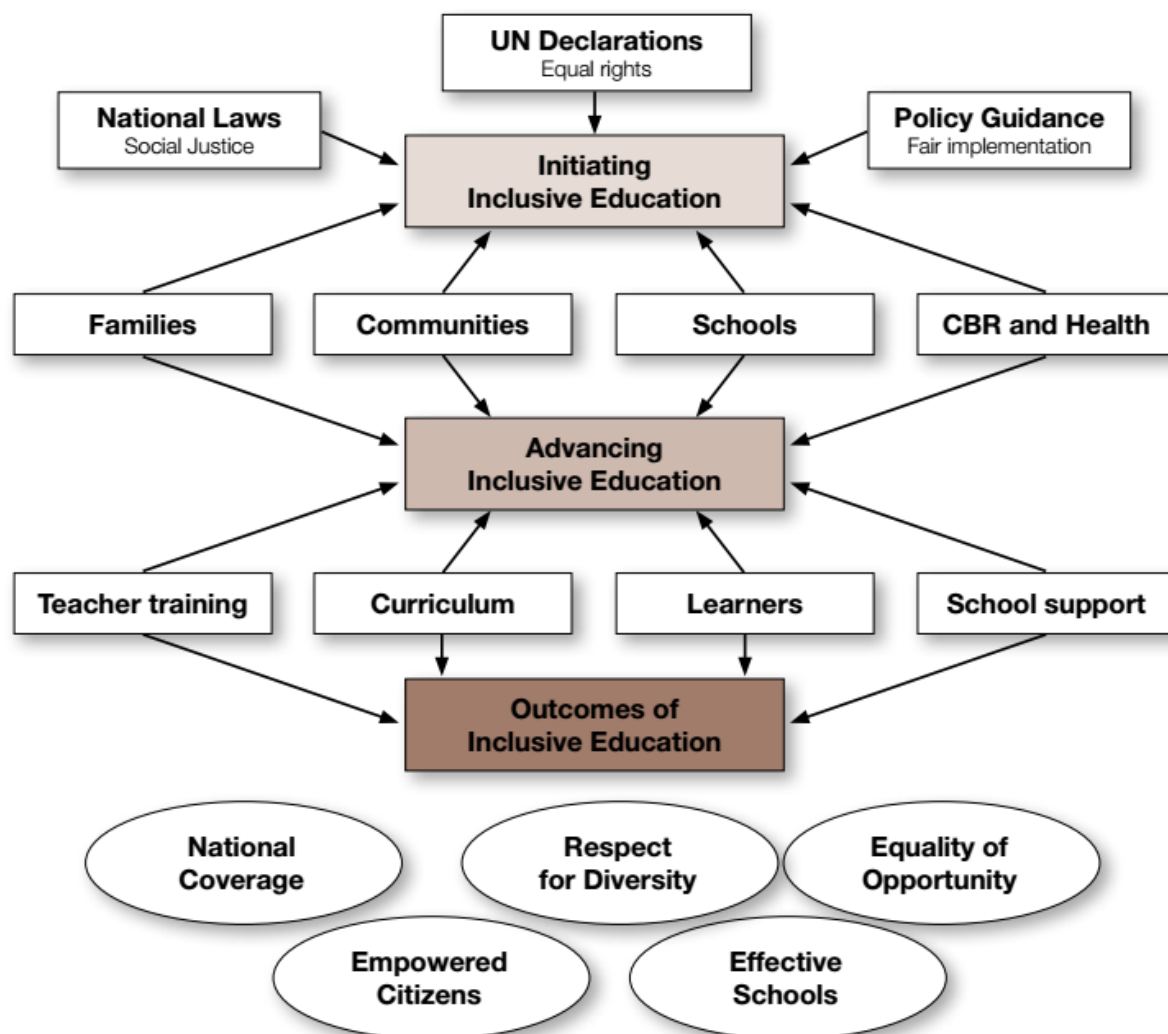 UN Declarations
Equal rights
National Laws
Social Justice
Policy Guidance
Fair implementation
Initiating
Inclusive Education
Families
Communities
Schools
CBR and Health
Advancing
Inclusive Education
Teacher training
Curriculum
Learners
School support
Outcomes of
Inclusive Education
National
Coverage
Respect
for Diversity
Equality of
Opportunity
Empowered
Citizens
Effective
Schools